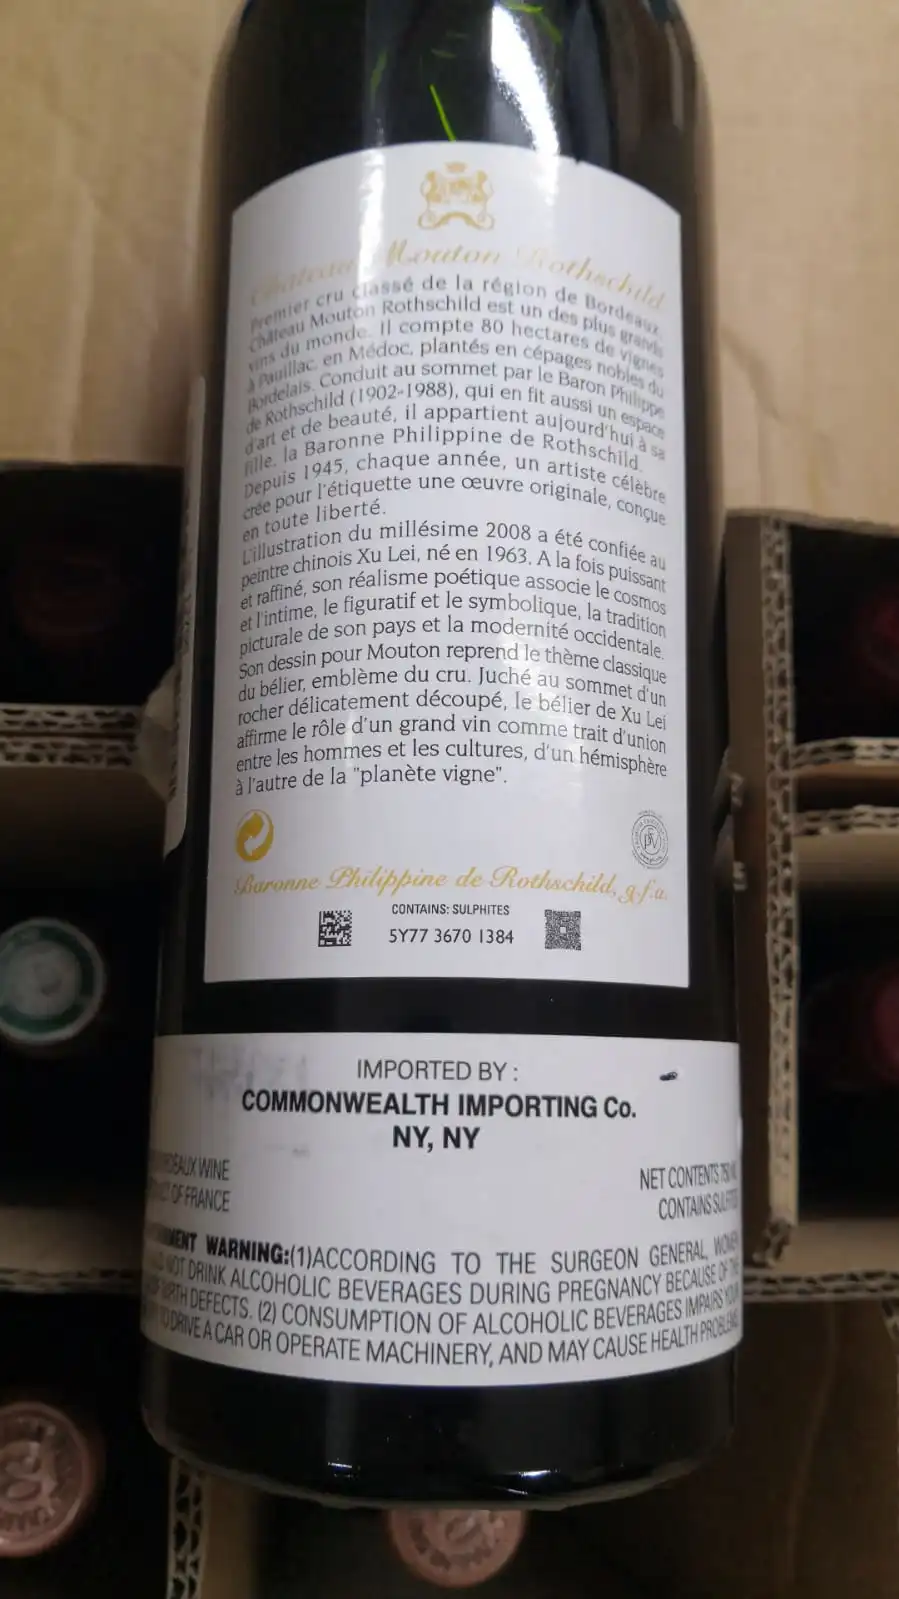 Château Mouton Rothschild
Premier cru classé de la région de Bordeaux,
Château Mouton Rothschild est un des plus grands
vins du monde. Il compte 80 hectares de vignes
à Pauillac, en Médoc, plantés en cépages nobles du
Bordelais. Conduit au sommet par le Baron Philippe
de Rothschild (1902-1988), qui en fit aussi un espace
d'art et de beauté, il appartient aujourd'hui à sa
fille, la Baronne Philippine de Rothschild.
Depuis 1945, chaque année, un artiste célèbre
crée pour l'étiquette une œuvre originale, conçue
en toute liberté.
L'illustration du millésime 2008 a été confiée au
peintre chinois Xu Lei, né en 1963. A la fois puissant
et raffiné, son réalisme poétique associe le cosmos
et l'intime, le figuratif et le symbolique, la tradition
picturale de son pays et la modernité occidentale.
Son dessin pour Mouton reprend le thème classique
du bélier, emblème du cru. Juché au sommet d'un
rocher délicatement découpé, le bélier de Xu Lei
affirme le rôle d'un grand vin comme trait d'union
entre les hommes et les cultures, d'un hémisphère
à l'autre de la "planète vigne".
Baronne Philippine de Rothschild, g.f.a.
CONTAINS: SULPHITES
5Y77 3670 1384
IMPORTED BY :
COMMONWEALTH IMPORTING Co.
NY, NY
WINE
OF FRANCE
NET CONTENTS 750
CONTAINS
WARNING:(1)ACCORDING TO THE SURGEON GENERAL, WOMEN
NOT DRINK ALCOHOLIC BEVERAGES DURING PREGNANCY BECAUSE OF THE
BIRTH DEFECTS. (2) CONSUMPTION OF ALCOHOLIC BEVERAGES IMPAIRS YOUR
TO DRIVE A CAR OR OPERATE MACHINERY, AND MAY CAUSE HEALTH